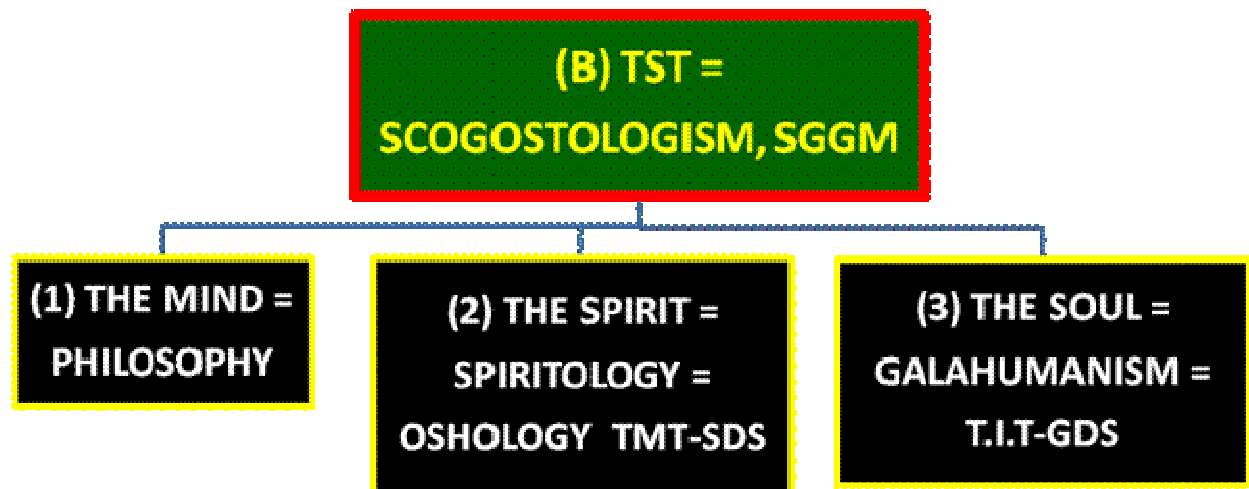 (B) TST =
SCOGOSTOLOGISM, SGGM
(1) THE MIND =
PHILOSOPHY
(2) THE SPIRIT =
SPIRITOLOGY =
OSHOLOGY TMT-SDS
(3) THE SOUL =
GALAHUMANISM =
T.I.T-GDS